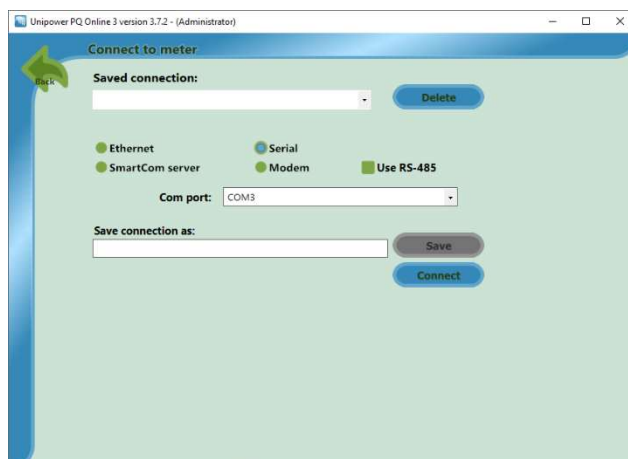 Unipower PQ Online 3 version 3.7.2 - (Administrator)
Connect to meter
Back
Saved connection:
Delete
Ethernet
Serial
SmartCom server
Modem
Use RS-485
Com port:
COM3
Save connection as:
Save
Connect